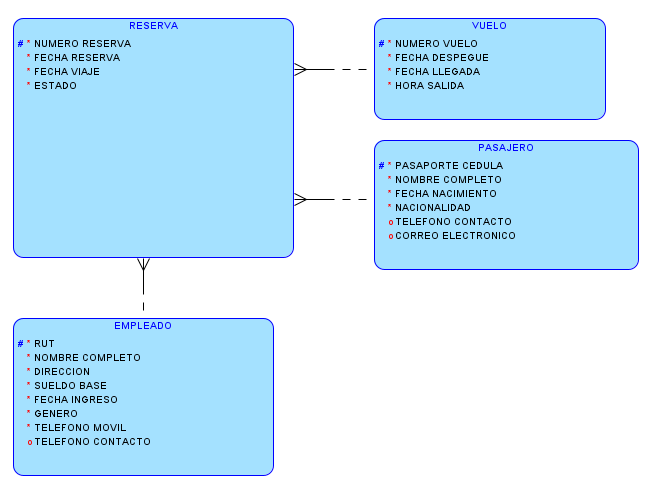 RESERVA
# * NUMERO RESERVA
* FECHA RESERVA
* FECHA VIAJE
* ESTADO
VUELO
# * NUMERO VUELO
* FECHA DESPEGUE
* FECHA LLEGADA
* HORA SALIDA
PASAJERO
# * PASAPORTE CEDULA
* NOMBRE COMPLETO
* FECHA NACIMIENTO
* NACIONALIDAD
o TELEFONO CONTACTO
o CORREO ELECTRONICO
EMPLEADO
# * RUT
* NOMBRE COMPLETO
* DIRECCION
* SUELDO BASE
* FECHA INGRESO
* GENERO
* TELEFONO MOVIL
o TELEFONO CONTACTO